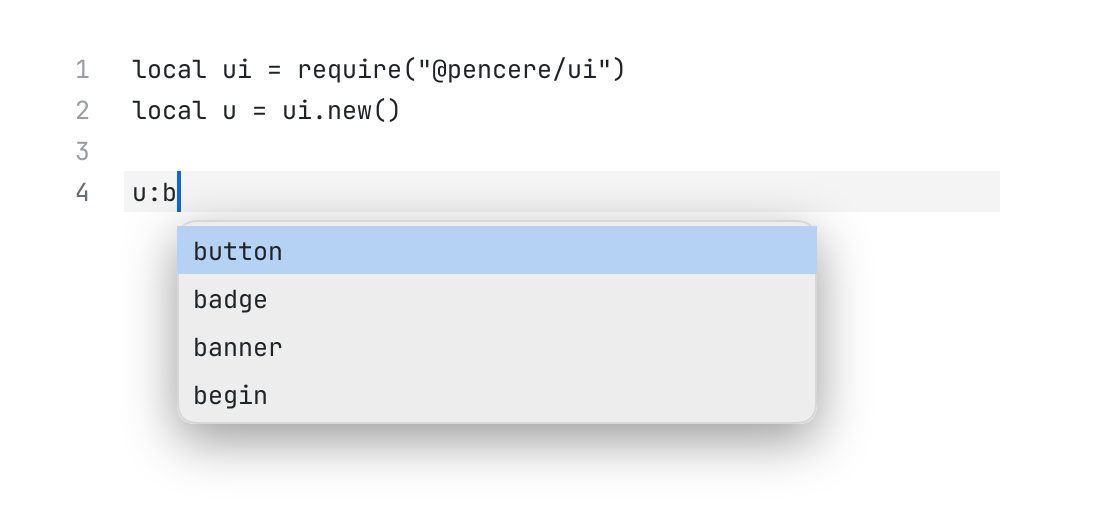 1 local ui = require("@pencere/ui")
2 local u = ui.new()
3
4 u:b
button
badge
banner
begin